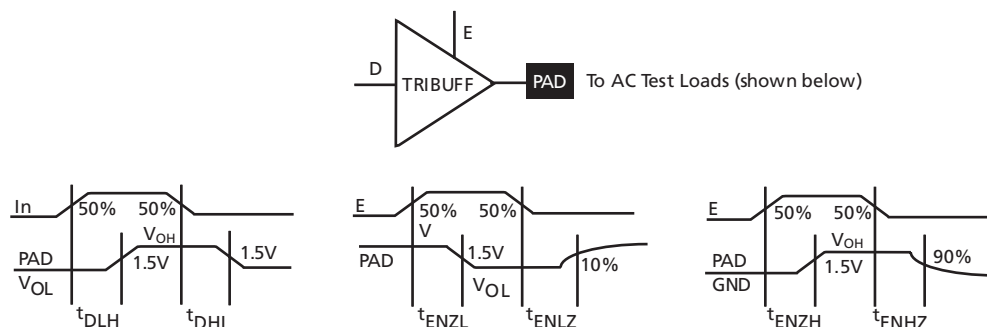 E
D
TRIBUFF
PAD
To AC Test Loads (shown below)
In
50%
50%
PAD
VOL
VOH
1.5V
1.5V
tDLH
tDHL
E
50%
50%
V
PAD
1.5V
VOL
10%
tENZL
tENLZ
E
50%
50%
PAD
GND
VOH
1.5V
90%
tENZH
tENHZ